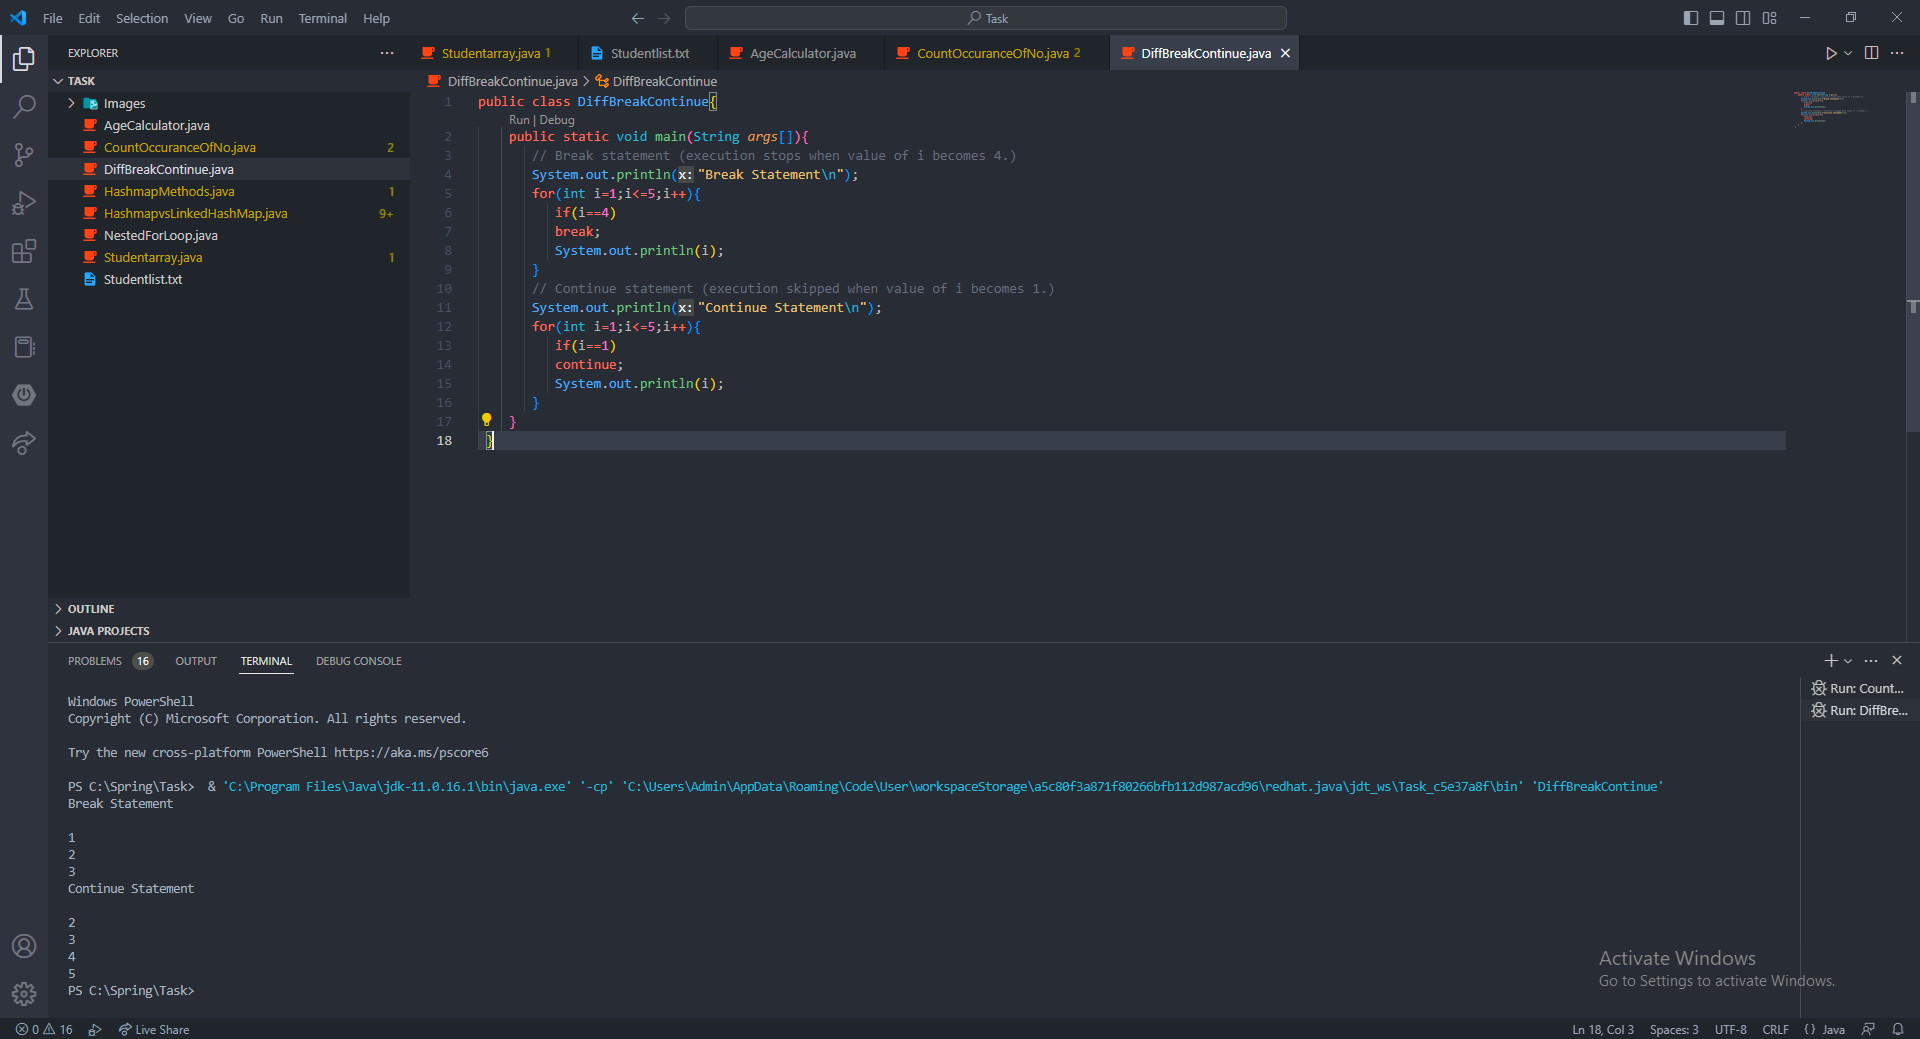 File Edit Selection View Go Run Terminal Help
Task
EXPLORER
Studentarray.java 1
Studentlist.txt
AgeCalculator.java
CountOccuranceOfNo.java 2
DiffBreakContinue.java
TASK
Images
AgeCalculator.java
CountOccuranceOfNo.java 2
DiffBreakContinue.java
HashmapMethods.java 1
HashmapvsLinkedHashMap.java 9+
NestedForLoop.java
Studentarray.java 1
Studentlist.txt
OUTLINE
JAVA PROJECTS
DiffBreakContinue.java > DiffBreakContinue
1 public class DiffBreakContinue{
Run | Debug
2 public static void main(String args[]){
3 // Break statement (execution stops when value of i becomes 4.)
4 System.out.println(x: "Break Statement\n");
5 for(int i=1;i<=5;i++){
6 if(i==4)
7 break;
8 System.out.println(i);
9 }
10 // Continue statement (execution skipped when value of i becomes 1.)
11 System.out.println(x: "Continue Statement\n");
12 for(int i=1;i<=5;i++){
13 if(i==1)
14 continue;
15 System.out.println(i);
16 }
17 }
18 }
PROBLEMS 16 OUTPUT TERMINAL DEBUG CONSOLE
Run: Count...
Run: DiffBre...
Windows PowerShell
Copyright (C) Microsoft Corporation. All rights reserved.
Try the new cross-platform PowerShell https://aka.ms/pscore6
PS C:\Spring\Task> & 'C:\Program Files\Java\jdk-11.0.16.1\bin\java.exe' '-cp' 'C:\Users\Admin\AppData\Roaming\Code\User\workspaceStorage\a5c80f3a871f80266bfb112d987acd96\redhat.java\jdt_ws\Task_c5e37a8f\bin' 'DiffBreakContinue'
Break Statement
1
2
3
Continue Statement
2
3
4
5
PS C:\Spring\Task>
Activate Windows
Go to Settings to activate Windows.
0 16 Live Share
Ln 18, Col 3 Spaces: 3 UTF-8 CRLF {} Java